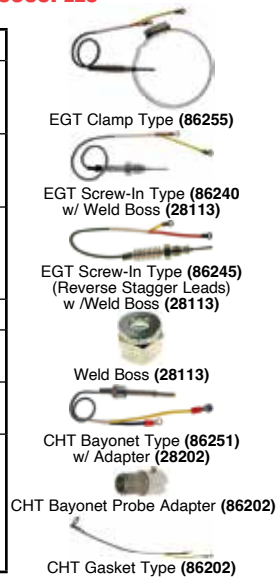 EGT Clamp Type (86255)
EGT Screw-In Type (86240
w/ Weld Boss (28113)
EGT Screw-In Type (86245)
(Reverse Stagger Leads)
w /Weld Boss (28113)
Weld Boss (28113)
CHT Bayonet Type (86251)
w/ Adapter (28202)
CHT Bayonet Probe Adapter (86202)
CHT Gasket Type (86202)